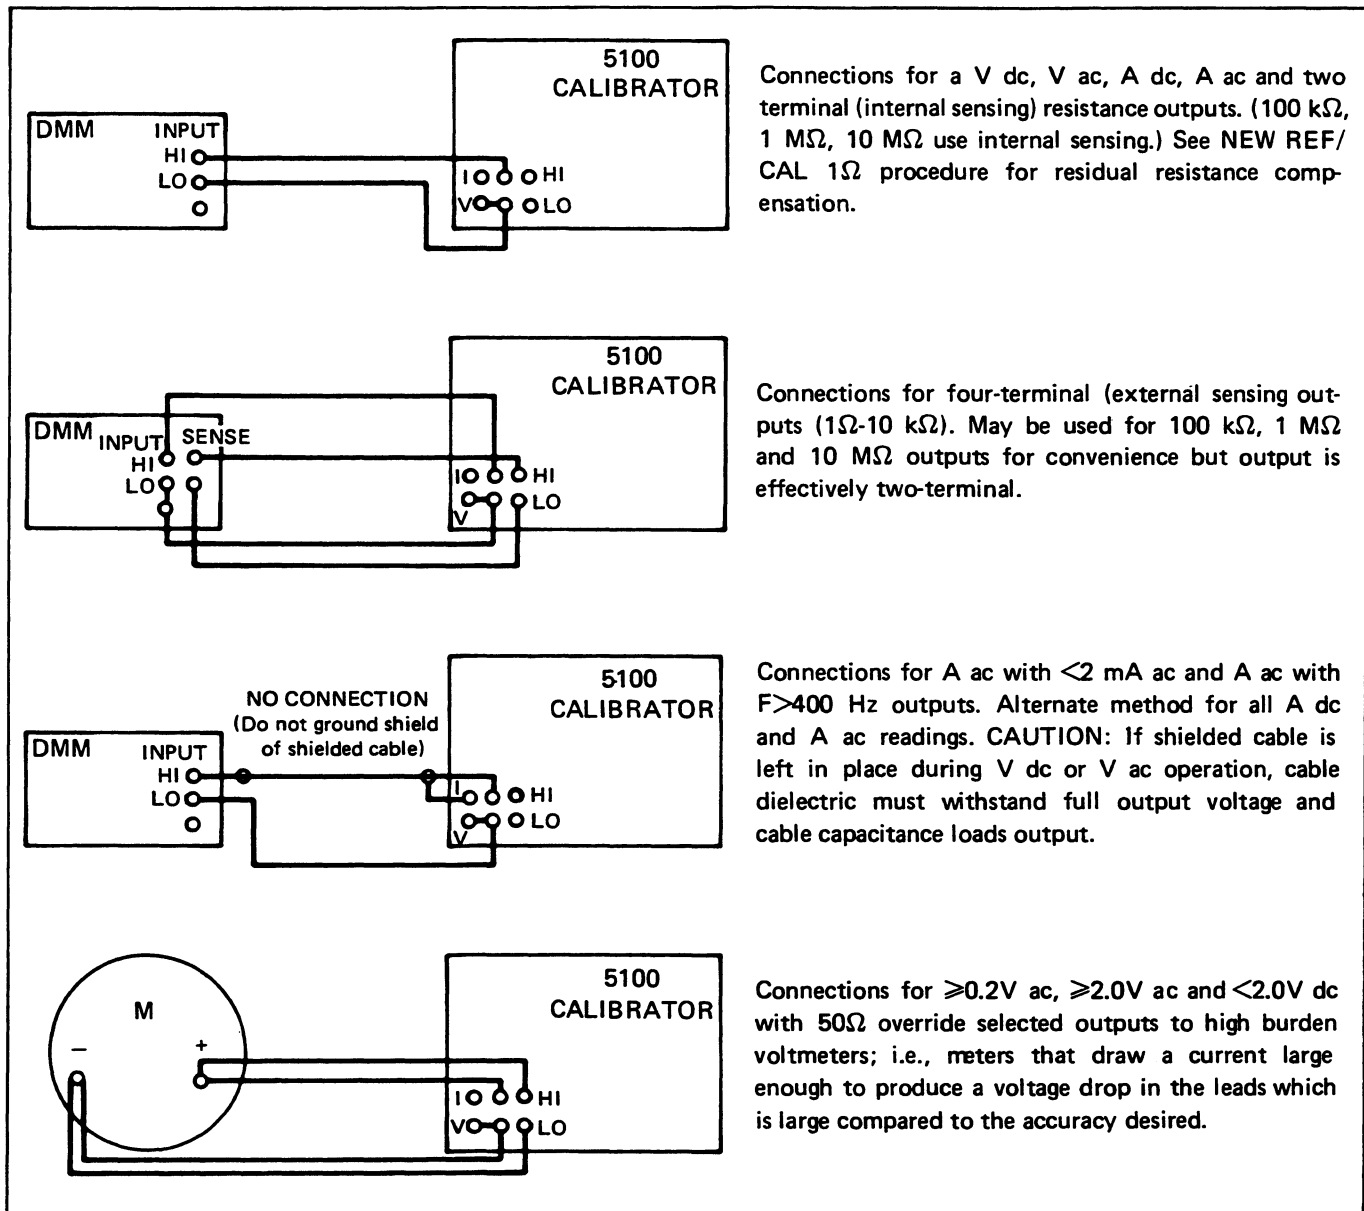 5100
CALIBRATOR
DMM
INPUT
HI
LO
I
HI
V
LO
Connections for a V dc, V ac, A dc, A ac and two
terminal (internal sensing) resistance outputs. (100 kΩ,
1 MΩ, 10 MΩ use internal sensing.) See NEW REF/
CAL 1Ω procedure for residual resistance comp-
ensation.
5100
CALIBRATOR
DMM
INPUT
SENSE
HI
LO
I
HI
V
LO
Connections for four-terminal (external sensing out-
puts (1Ω-10 kΩ). May be used for 100 kΩ, 1 MΩ
and 10 MΩ outputs for convenience but output is
effectively two-terminal.
5100
CALIBRATOR
NO CONNECTION
(Do not ground shield
of shielded cable)
DMM
INPUT
HI
LO
I
HI
V
LO
Connections for A ac with <2 mA ac and A ac with
F>400 Hz outputs. Alternate method for all A dc
and A ac readings. CAUTION: If shielded cable is
left in place during V dc or V ac operation, cable
dielectric must withstand full output voltage and
cable capacitance loads output.
5100
CALIBRATOR
M
−
+
I
HI
V
LO
Connections for ⩾0.2V ac, ⩾2.0V ac and <2.0V dc
with 50Ω override selected outputs to high burden
voltmeters; i.e., meters that draw a current large
enough to produce a voltage drop in the leads which
is large compared to the accuracy desired.